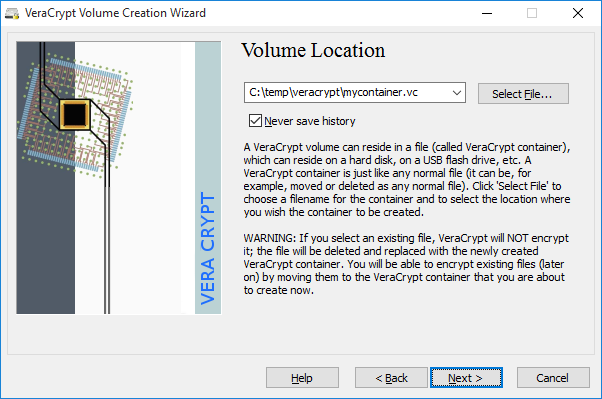 VeraCrypt Volume Creation Wizard
VERA CRYPT
Volume Location
C:\temp\veracrypt\mycontainer.vc
Select File...
Never save history
A VeraCrypt volume can reside in a file (called VeraCrypt container),
which can reside on a hard disk, on a USB flash drive, etc. A
VeraCrypt container is just like any normal file (it can be, for
example, moved or deleted as any normal file). Click 'Select File' to
choose a filename for the container and to select the location where
you wish the container to be created.
WARNING: If you select an existing file, VeraCrypt will NOT encrypt
it; the file will be deleted and replaced with the newly created
VeraCrypt container. You will be able to encrypt existing files (later
on) by moving them to the VeraCrypt container that you are about
to create now.
Help
< Back
Next >
Cancel